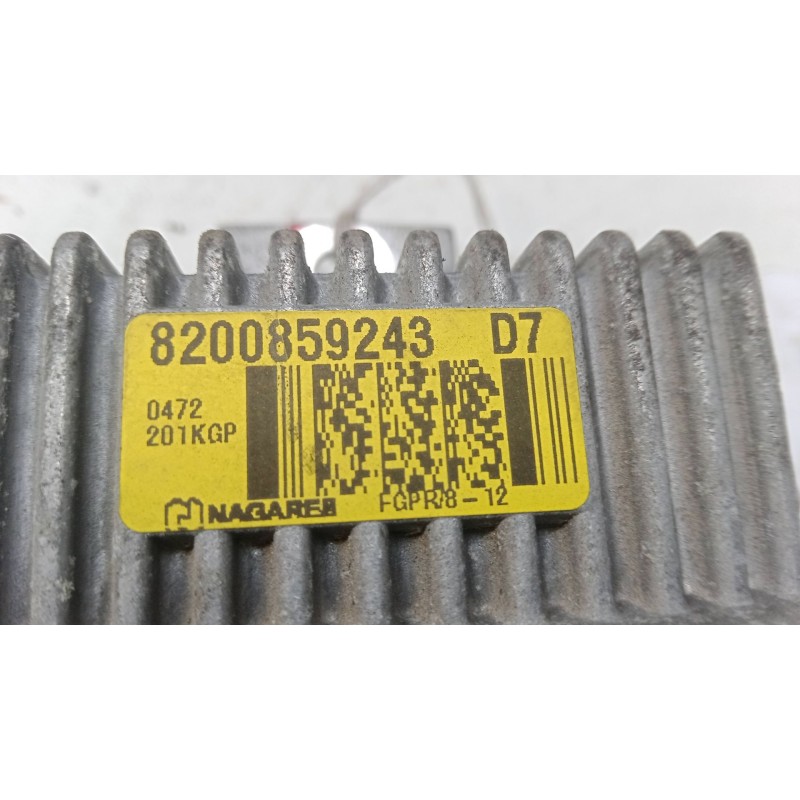 8200859243 D7
0472
201KGP
NAGARES FGPR/8-12